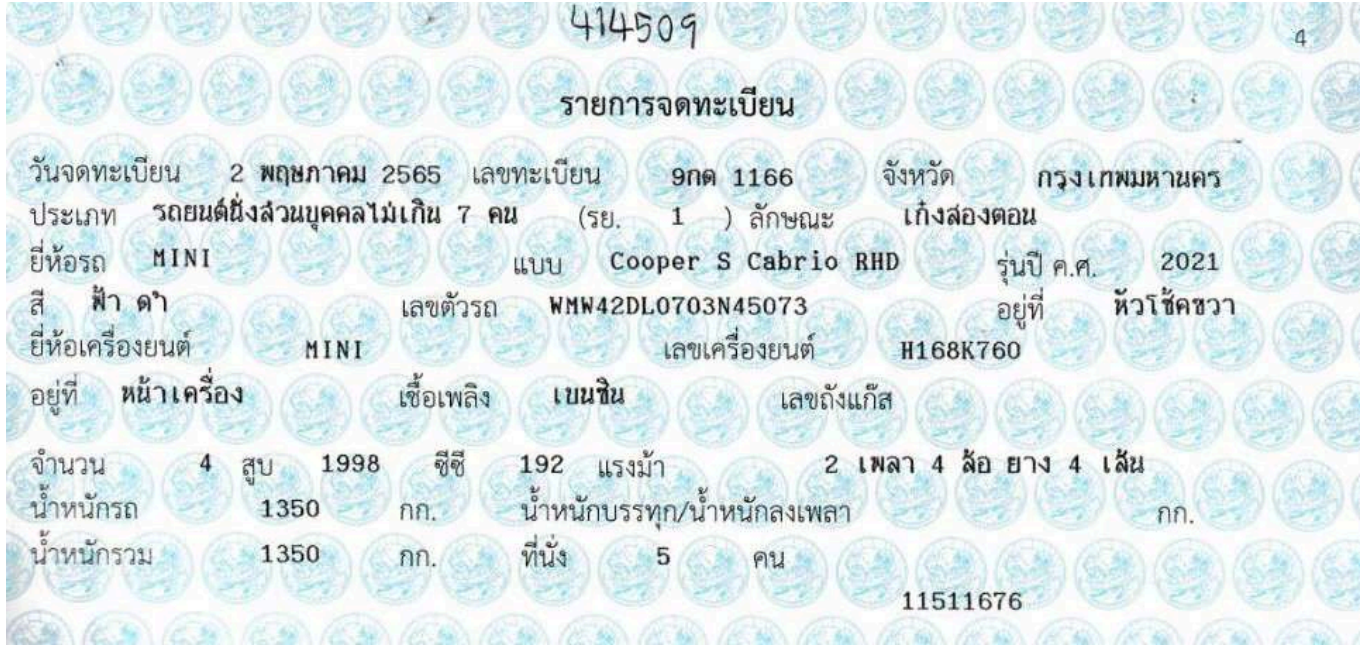 414509
4
รายการจดทะเบียน
วันจดทะเบียน 2 พฤษภาคม 2565 เลขทะเบียน 9กต 1166 จังหวัด กรุงเทพมหานคร
ประเภท รถยนต์นั่งส่วนบุคคลไม่เกิน 7 คน (รย. 1 ) ลักษณะ เก๋งสองตอน
ยี่ห้อรถ MINI แบบ Cooper S Cabrio RHD รุ่นปี ค.ศ. 2021
สี ฟ้า ดำ เลขตัวรถ WMW42DL0703N45073 อยู่ที่ หัวโช้คขวา
ยี่ห้อเครื่องยนต์ MINI เลขเครื่องยนต์ H168K760
อยู่ที่ หน้าเครื่อง เชื้อเพลิง เบนซิน เลขถังแก๊ส
จำนวน 4 สูบ 1998 ซีซี 192 แรงม้า 2 เพลา 4 ล้อ ยาง 4 เส้น
น้ำหนักรถ 1350 กก. น้ำหนักบรรทุก/น้ำหนักลงเพลา กก.
น้ำหนักรวม 1350 กก. ที่นั่ง 5 คน
11511676